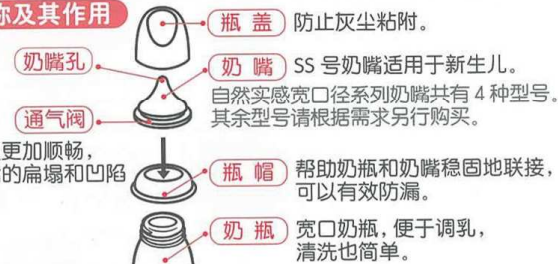 你及其作用
瓶盖 防止灰尘粘附。
奶嘴孔
奶嘴 SS号奶嘴适用于新生儿。
自然实感宽口径系列奶嘴共有4种型号。
其余型号请根据需求另行购买。
通气阀
更加顺畅，
的扁塌和凹陷
瓶帽 帮助奶瓶和奶嘴稳固地联接，
可以有效防漏。
奶瓶 宽口奶瓶，便于调乳，
清洗也简单。